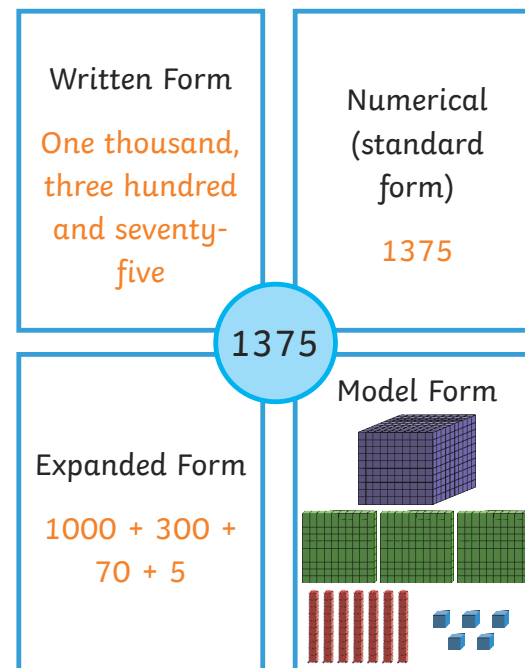 Written Form
One thousand,
three hundred
and seventy-
five
Numerical
(standard
form)
1375
1375
Expanded Form
1000 + 300 +
70 + 5
Model Form